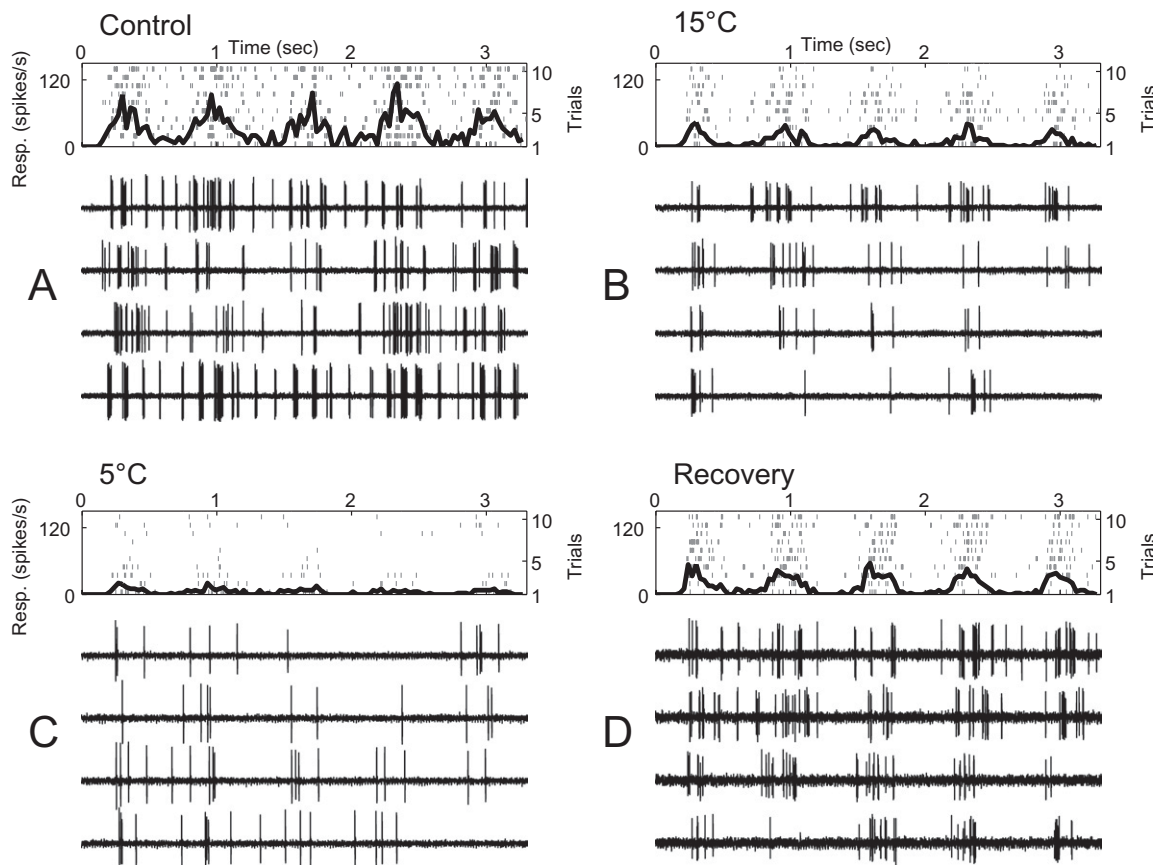 Control
0 1 2 3
Time (sec)
Resp. (spikes/s)
120
0
10
5
1
Trials
A
15°C
0 1 2 3
Time (sec)
120
0
10
5
1
Trials
B
5°C
0 1 2 3
Resp. (spikes/s)
120
0
10
5
1
Trials
C
Recovery
0 1 2 3
120
0
10
5
1
Trials
D